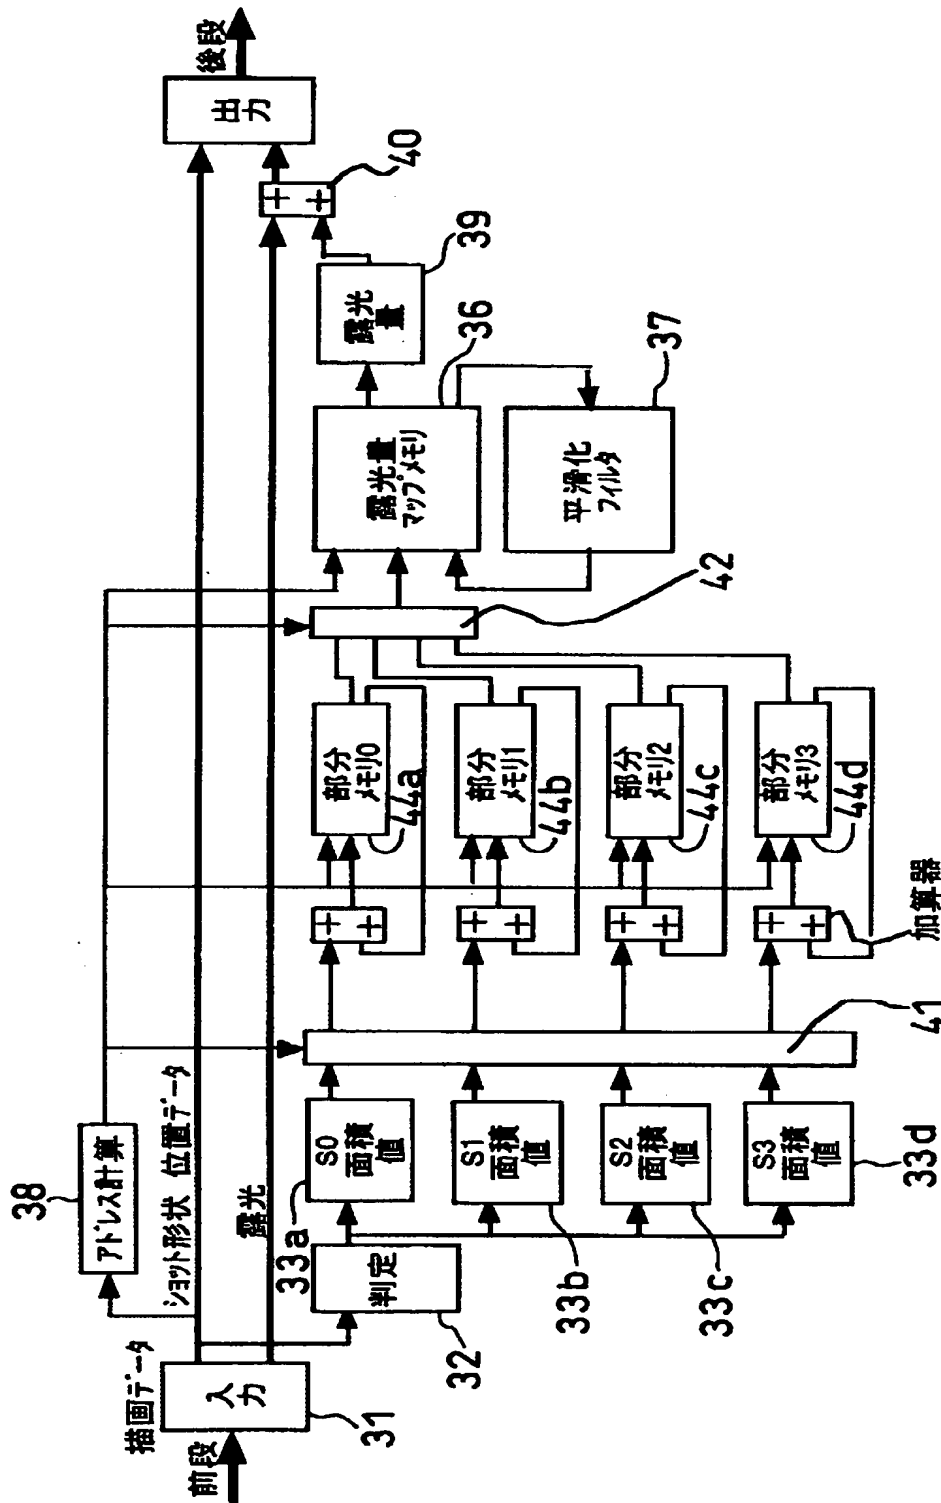 前段
描画データ
入力
31
ショット形状 位置データ
露光
アドレス計算
38
判定
32
S0
面積
値
33a
S1
面積
値
33b
S2
面積
値
33c
S3
面積
値
33d
41
加算器
部分
メモリ0
44a
部分
メモリ1
44b
部分
メモリ2
44c
部分
メモリ3
44d
42
露光量
マップメモリ
36
平滑化
フィルタ
37
露光
量
39
40
出力
後段